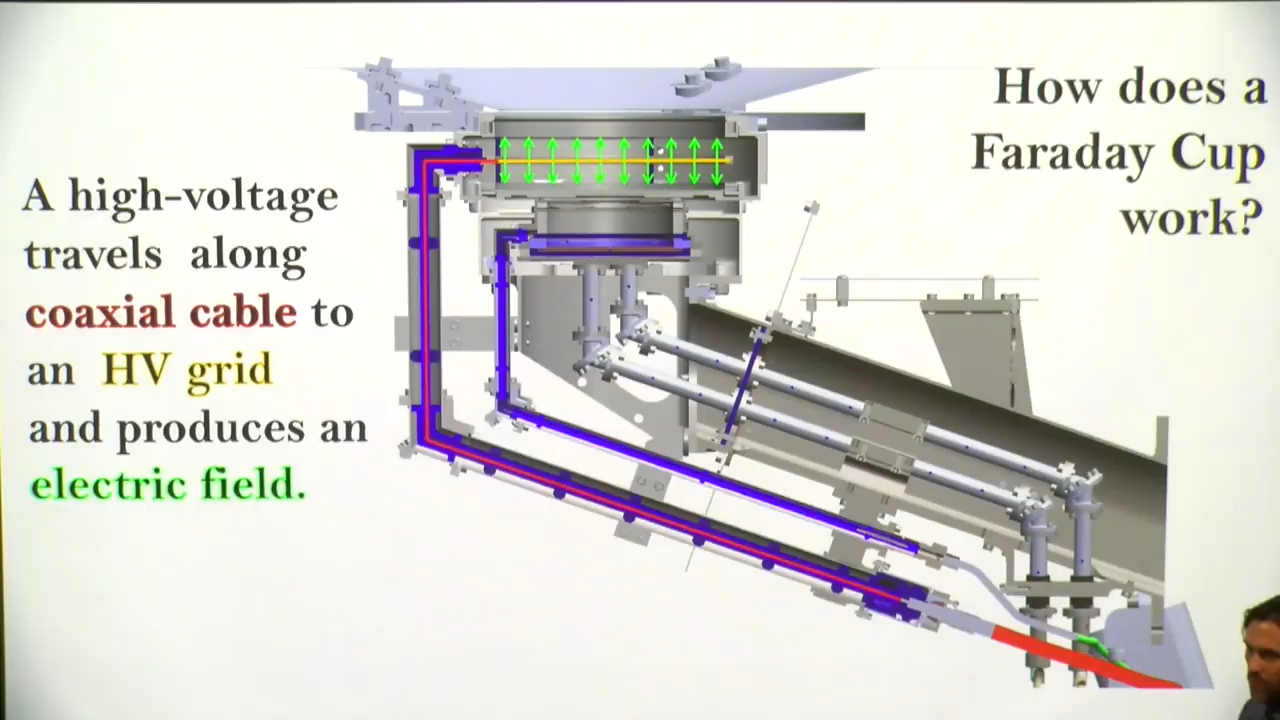 How does a
Faraday Cup
work?
A high-voltage
travels along
coaxial cable to
an HV grid
and produces an
electric field.